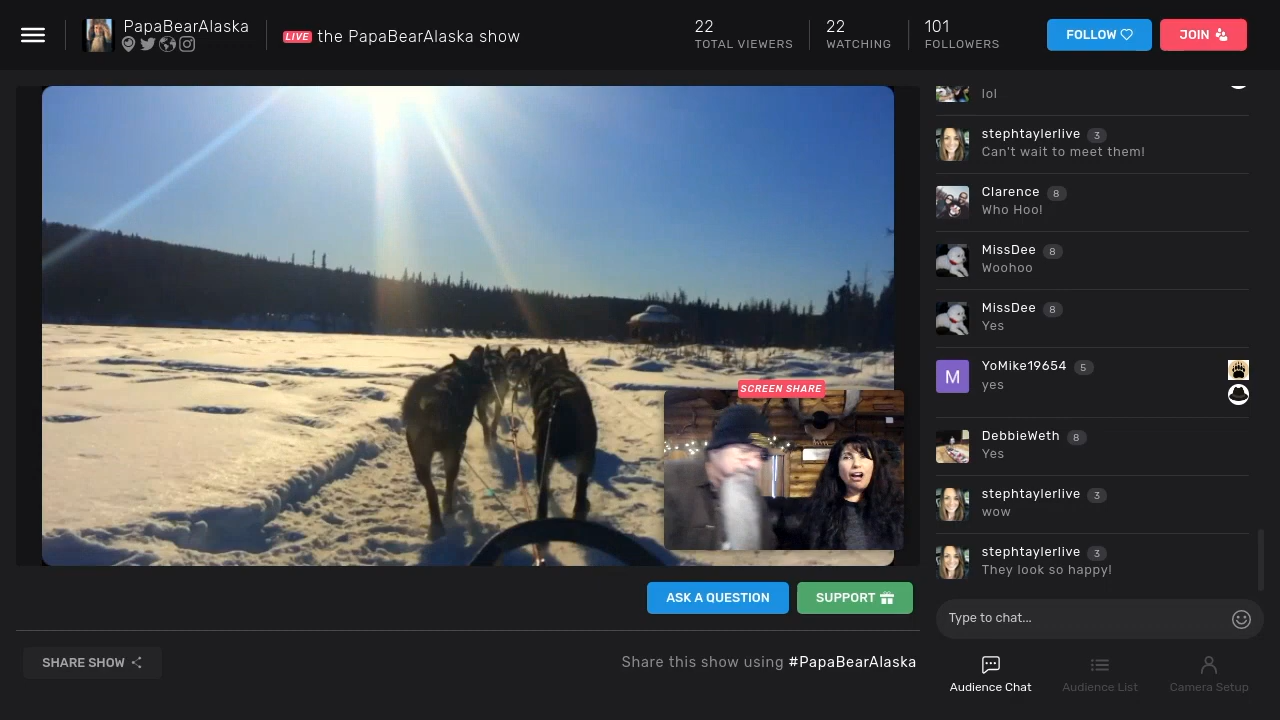 PapaBearAlaska
LIVE the PapaBearAlaska show
22
TOTAL VIEWERS
22
WATCHING
101
FOLLOWERS
FOLLOW
JOIN
SCREEN SHARE
ASK A QUESTION
SUPPORT
SHARE SHOW
Share this show using #PapaBearAlaska
lol
stephtaylerlive 3
Can't wait to meet them!
Clarence 8
Who Hoo!
MissDee 8
Woohoo
MissDee 8
Yes
M
YoMike19654 5
yes
DebbieWeth 8
Yes
stephtaylerlive 3
wow
stephtaylerlive 3
They look so happy!
Type to chat...
Audience Chat
Audience List
Camera Setup